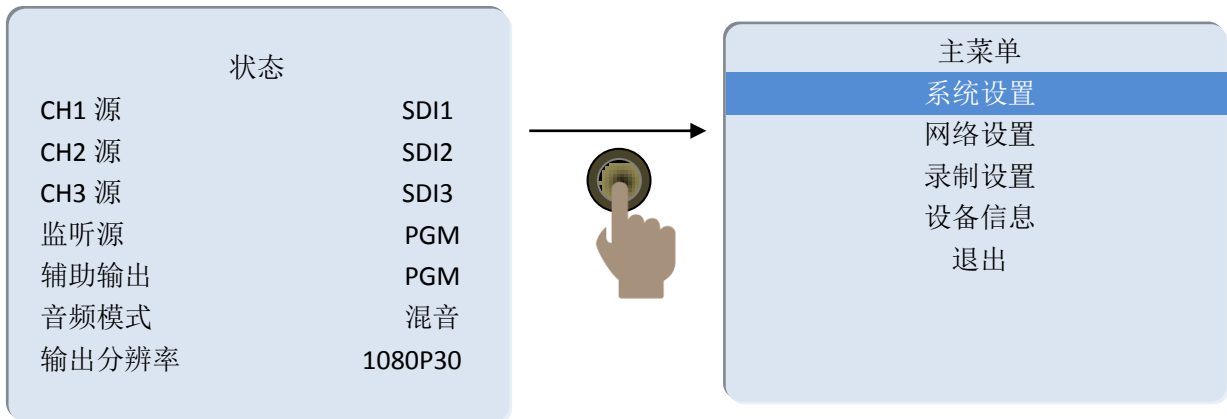 状态
CH1 源 SDI1
CH2 源 SDI2
CH3 源 SDI3
监听源 PGM
辅助输出 PGM
音频模式 混音
输出分辨率 1080P30
主菜单
系统设置
网络设置
录制设置
设备信息
退出